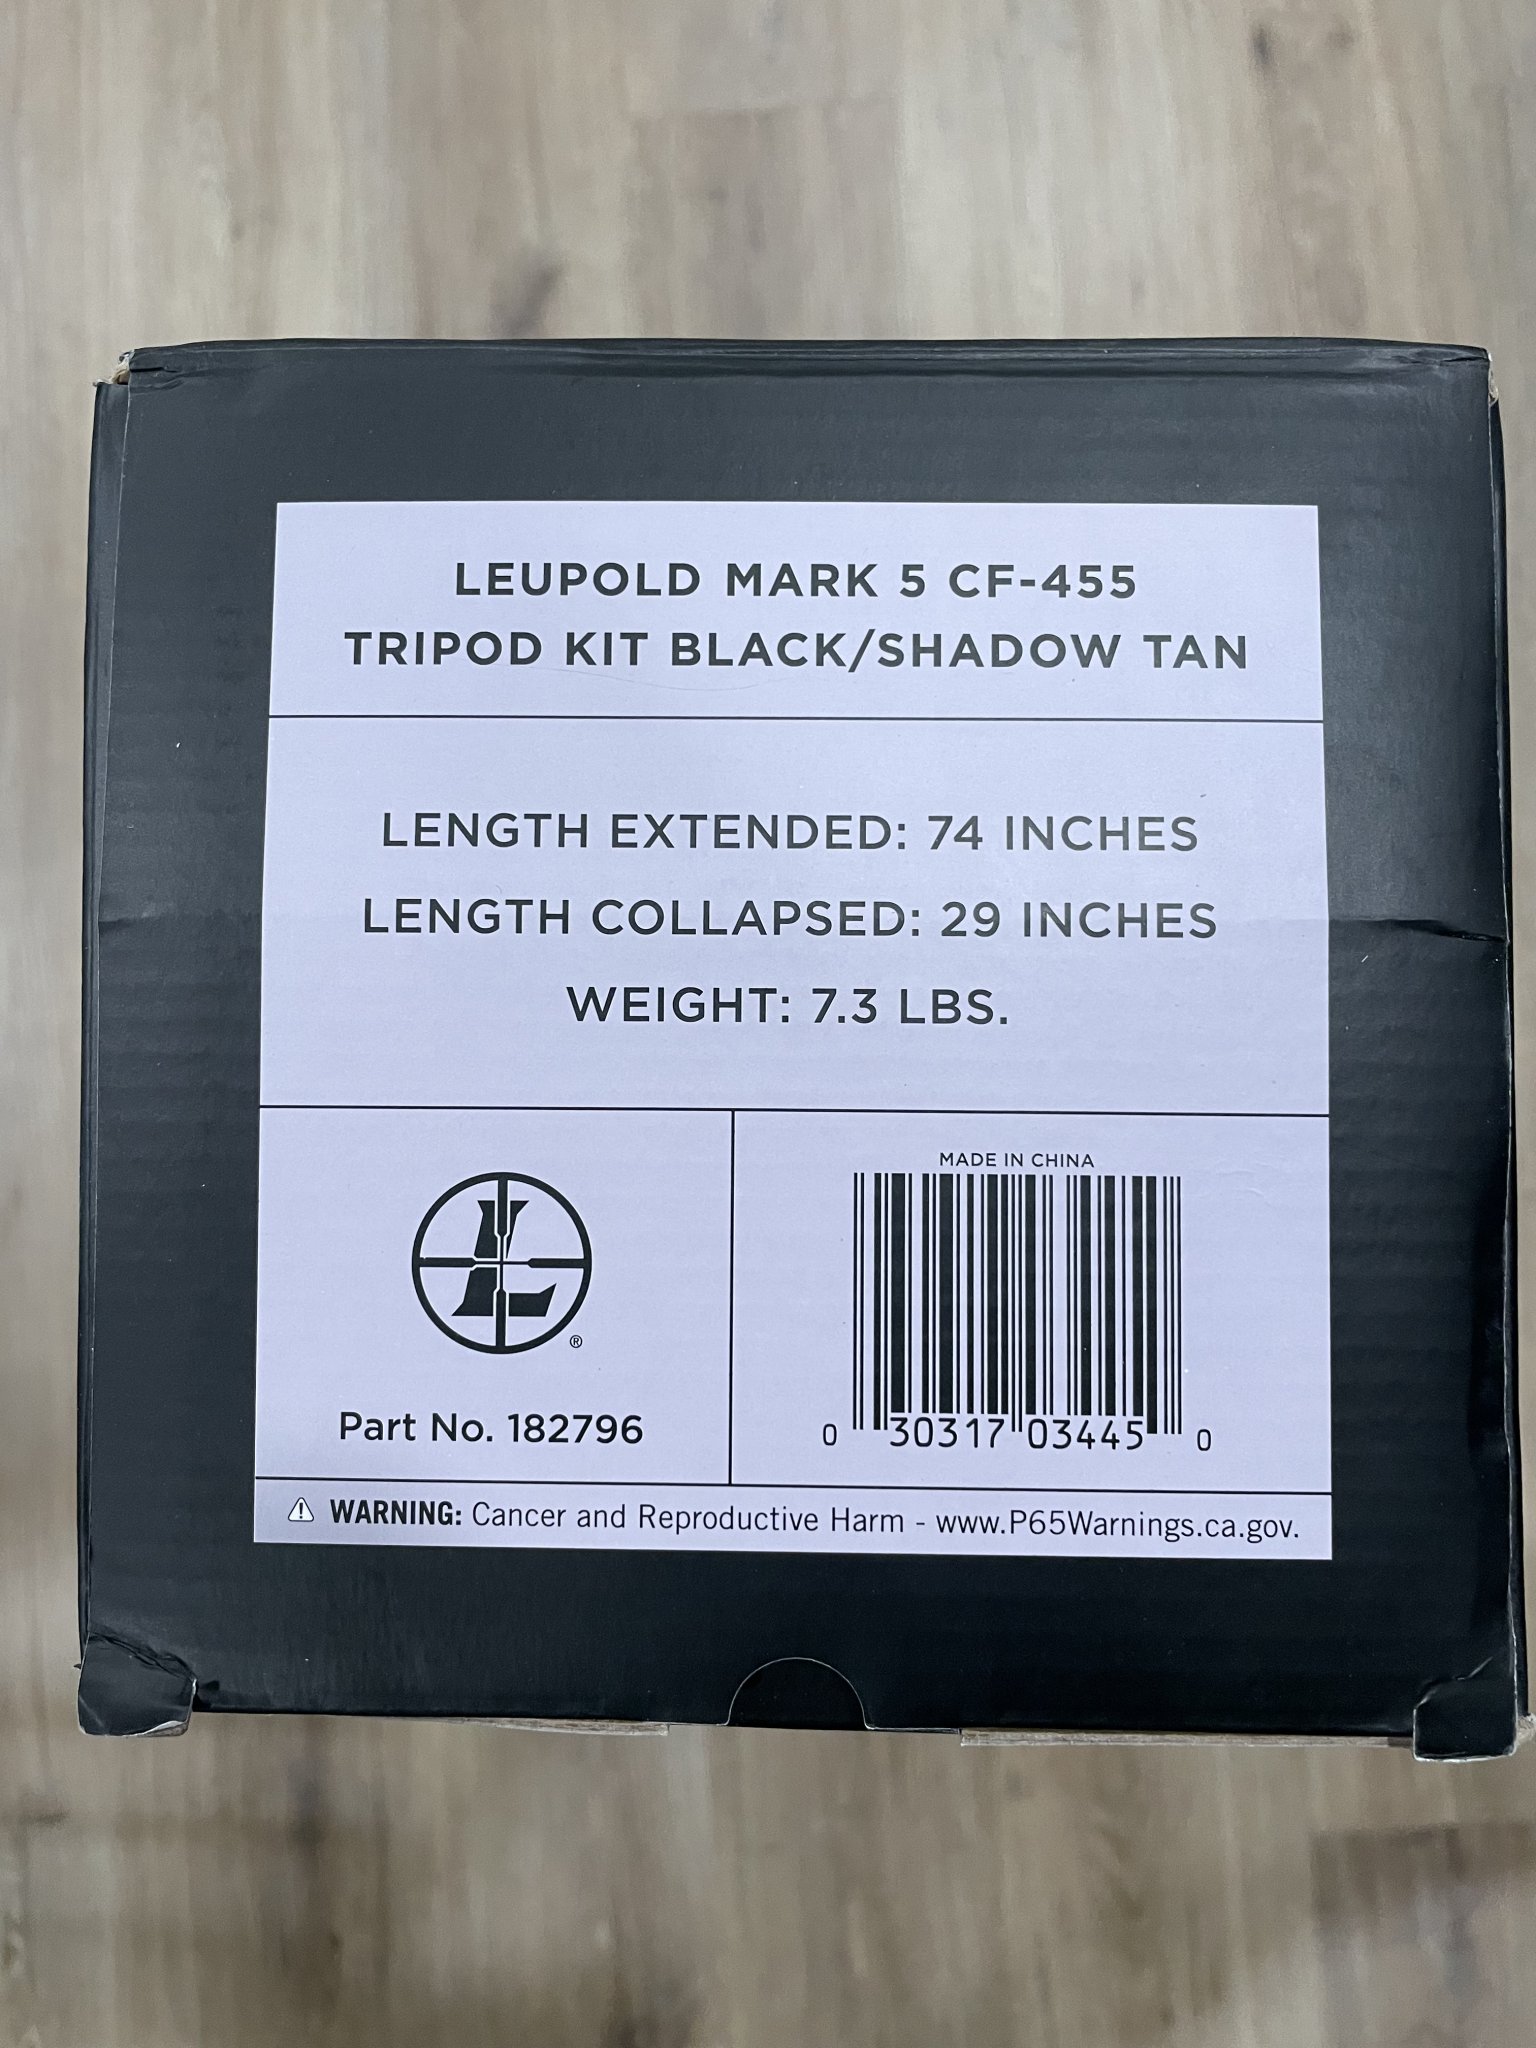 LEUPOLD MARK 5 CF-455
TRIPOD KIT BLACK/SHADOW TAN
LENGTH EXTENDED: 74 INCHES
LENGTH COLLAPSED: 29 INCHES
WEIGHT: 7.3 LBS.
L
®
Part No. 182796
MADE IN CHINA
0 30317 03445 0
⚠ WARNING: Cancer and Reproductive Harm - www.P65Warnings.ca.gov.